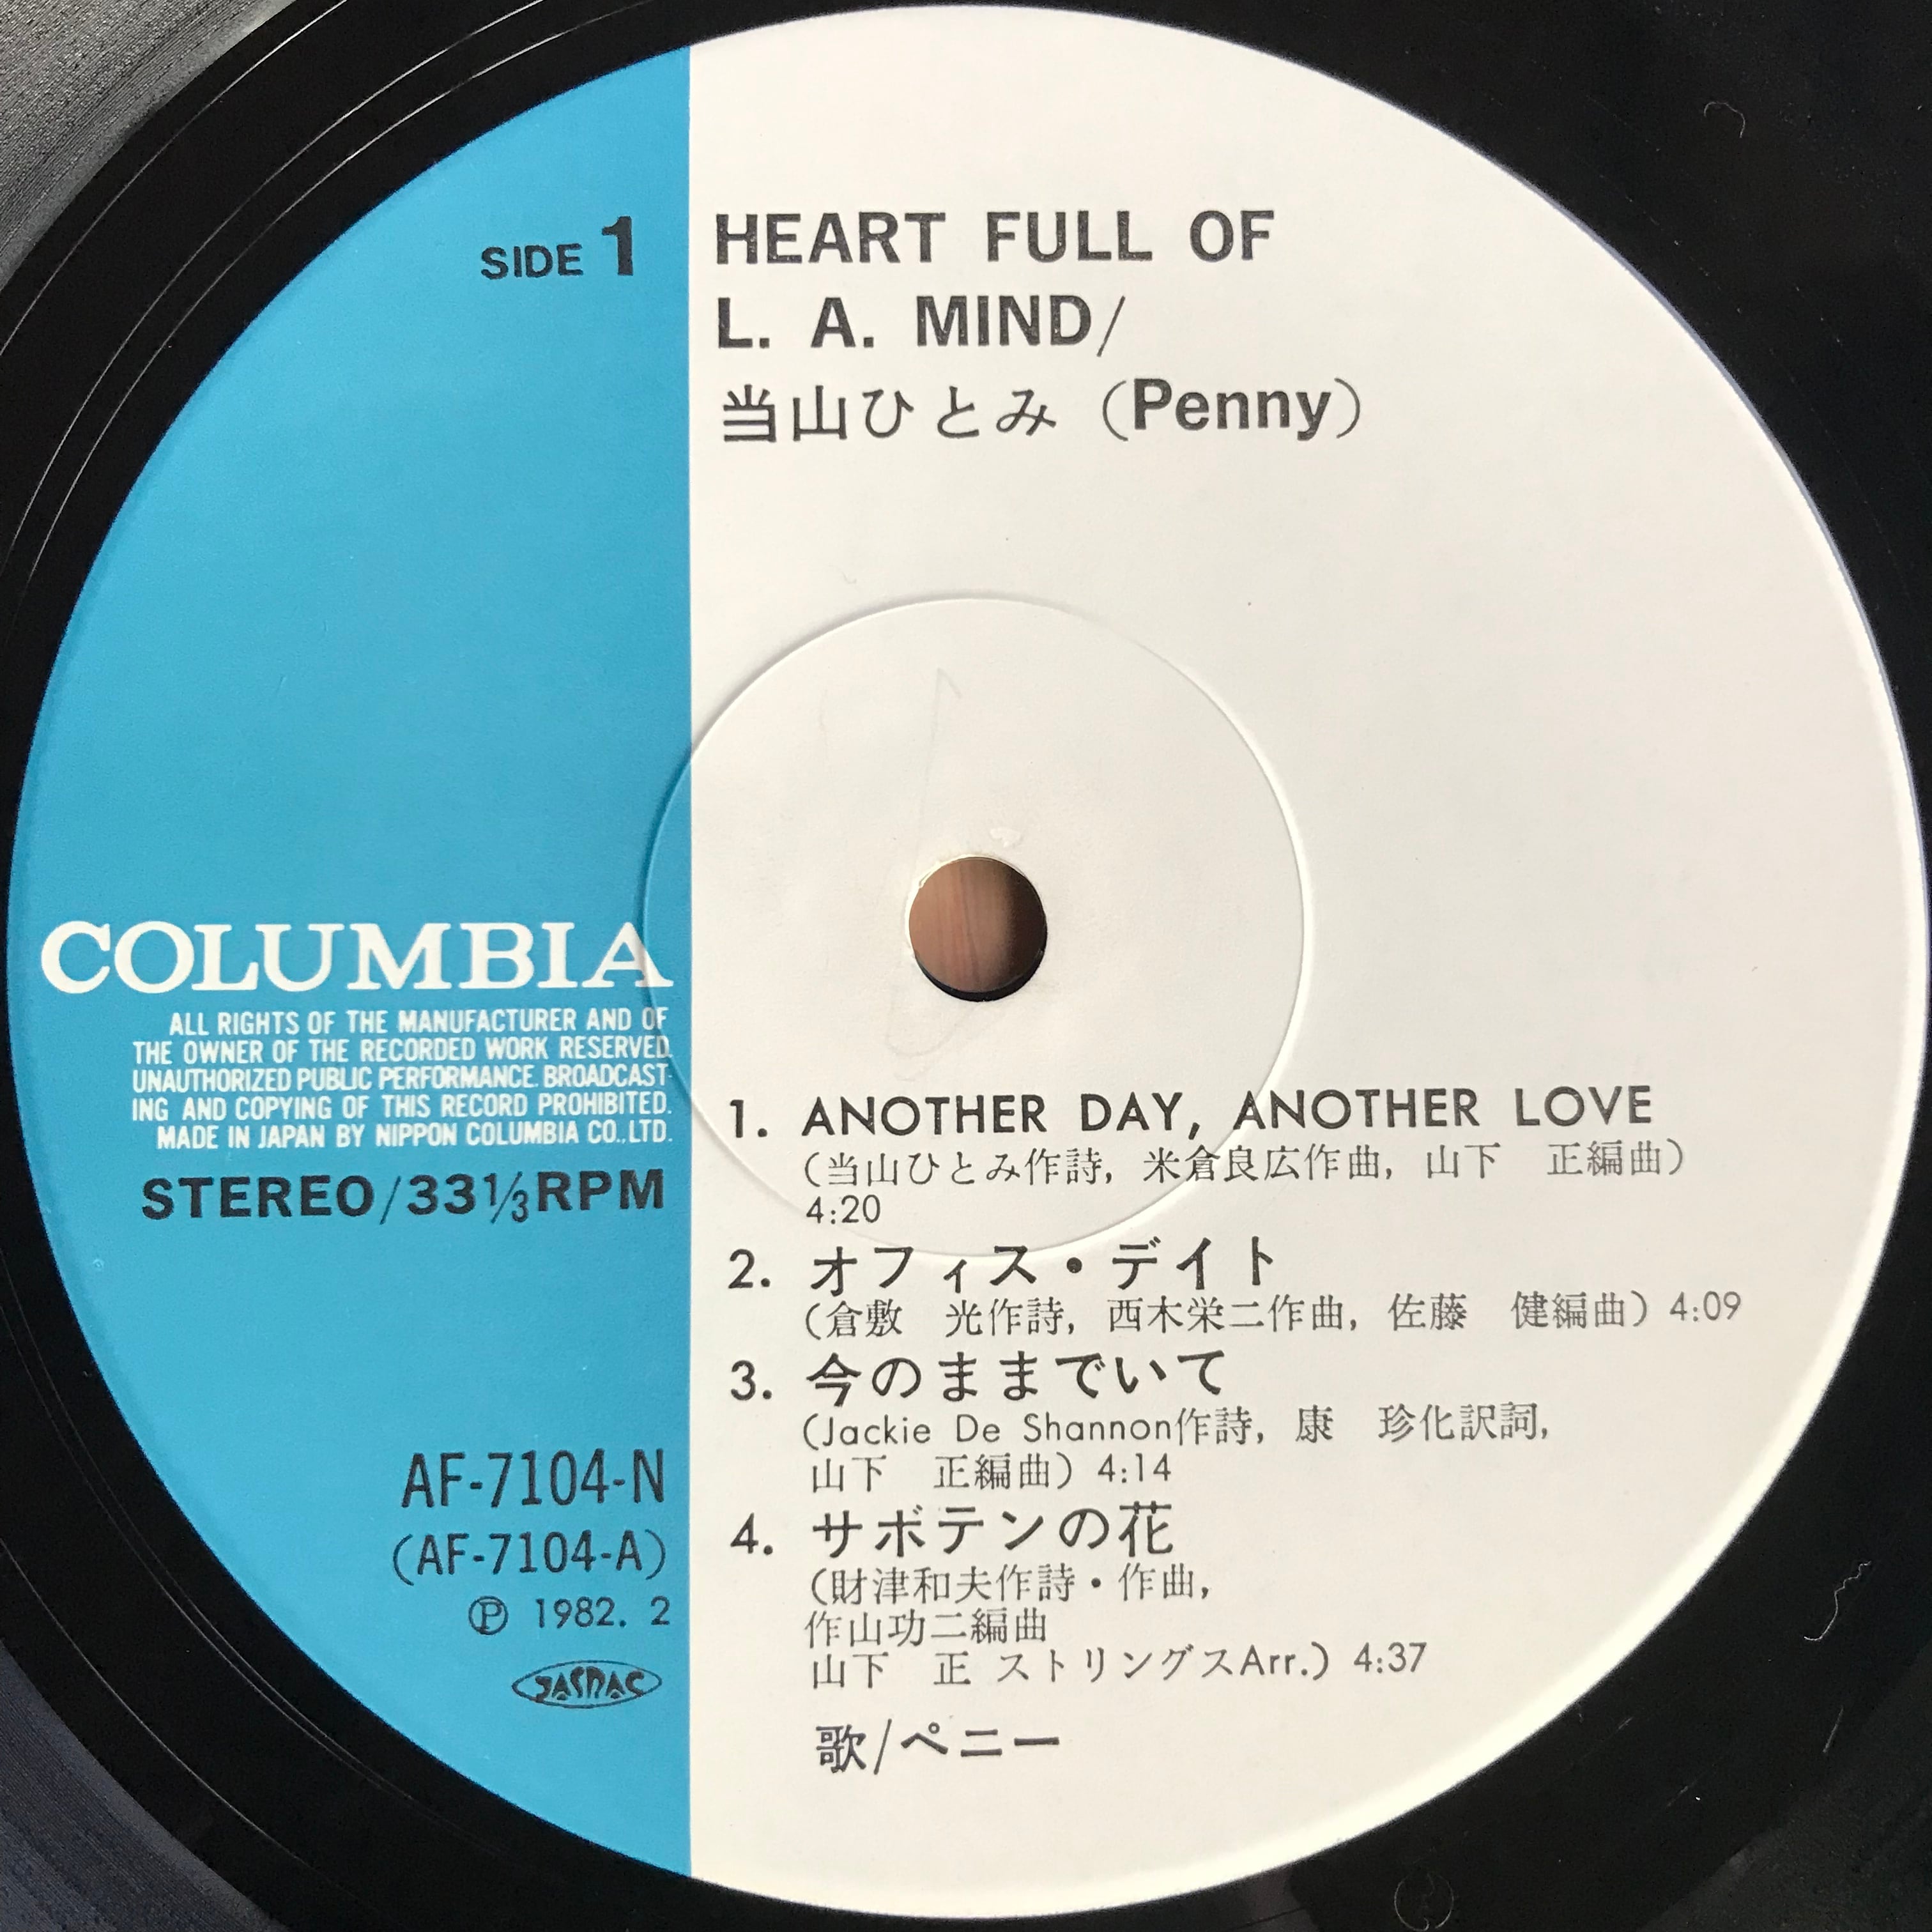 SIDE 1
HEART FULL OF
L. A. MIND/
当山ひとみ（Penny）
COLUMBIA
ALL RIGHTS OF THE MANUFACTURER AND OF
THE OWNER OF THE RECORDED WORK RESERVED.
UNAUTHORIZED PUBLIC PERFORMANCE. BROADCAST-
ING AND COPYING OF THIS RECORD PROHIBITED.
MADE IN JAPAN BY NIPPON COLUMBIA CO.,LTD.
STEREO/33⅓RPM
AF-7104-N
(AF-7104-A)
Ⓟ 1982. 2
JASRAC
1. ANOTHER DAY, ANOTHER LOVE
（当山ひとみ作詩, 米倉良広作曲, 山下　正編曲）
4:20
2. オフィス・デイト
（倉敷　光作詩, 西木栄二作曲, 佐藤　健編曲）4:09
3. 今のままでいて
（Jackie De Shannon作詩, 康　珍化訳詞,
山下　正編曲）4:14
4. サボテンの花
（財津和夫作詩・作曲,
作山功二編曲
山下　正 ストリングスArr.）4:37
歌/ペニー